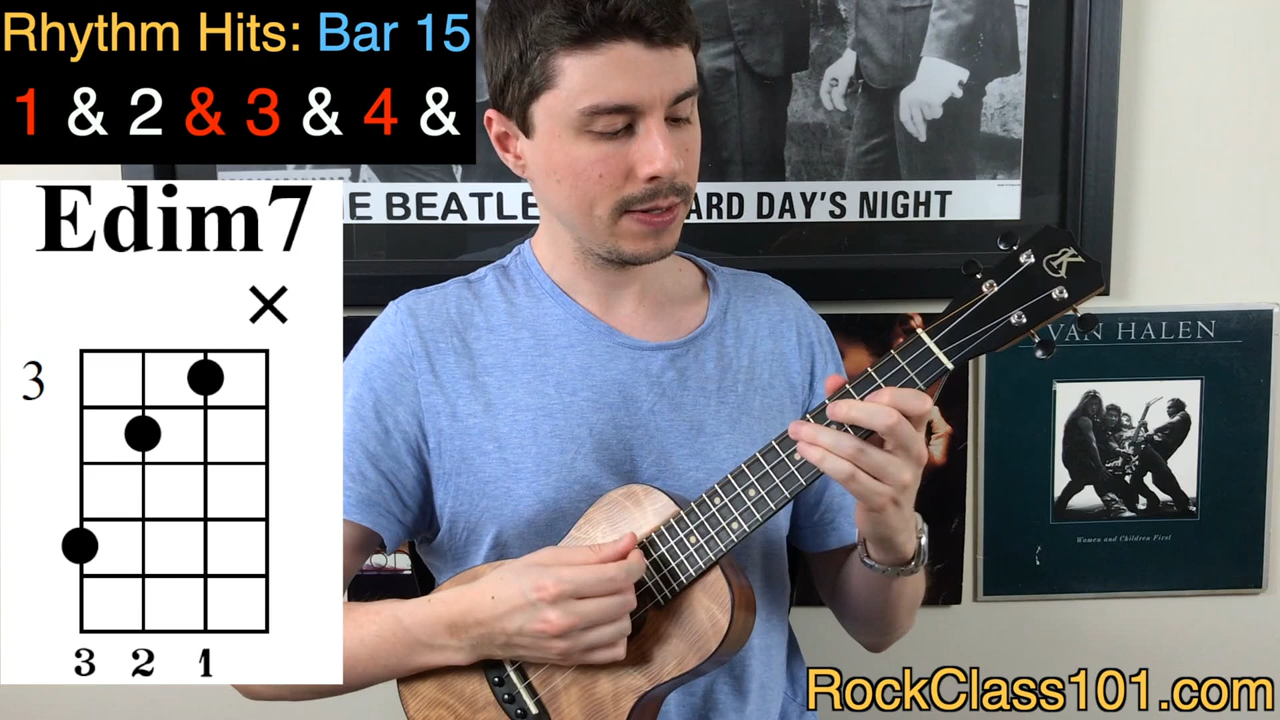 Rhythm Hits: Bar 15
1 & 2 & 3 & 4 &
Edim7
×
3
3 2 1
THE BEATLE ARD DAY'S NIGHT
VAN HALEN
Women and Children First
K
RockClass101.com